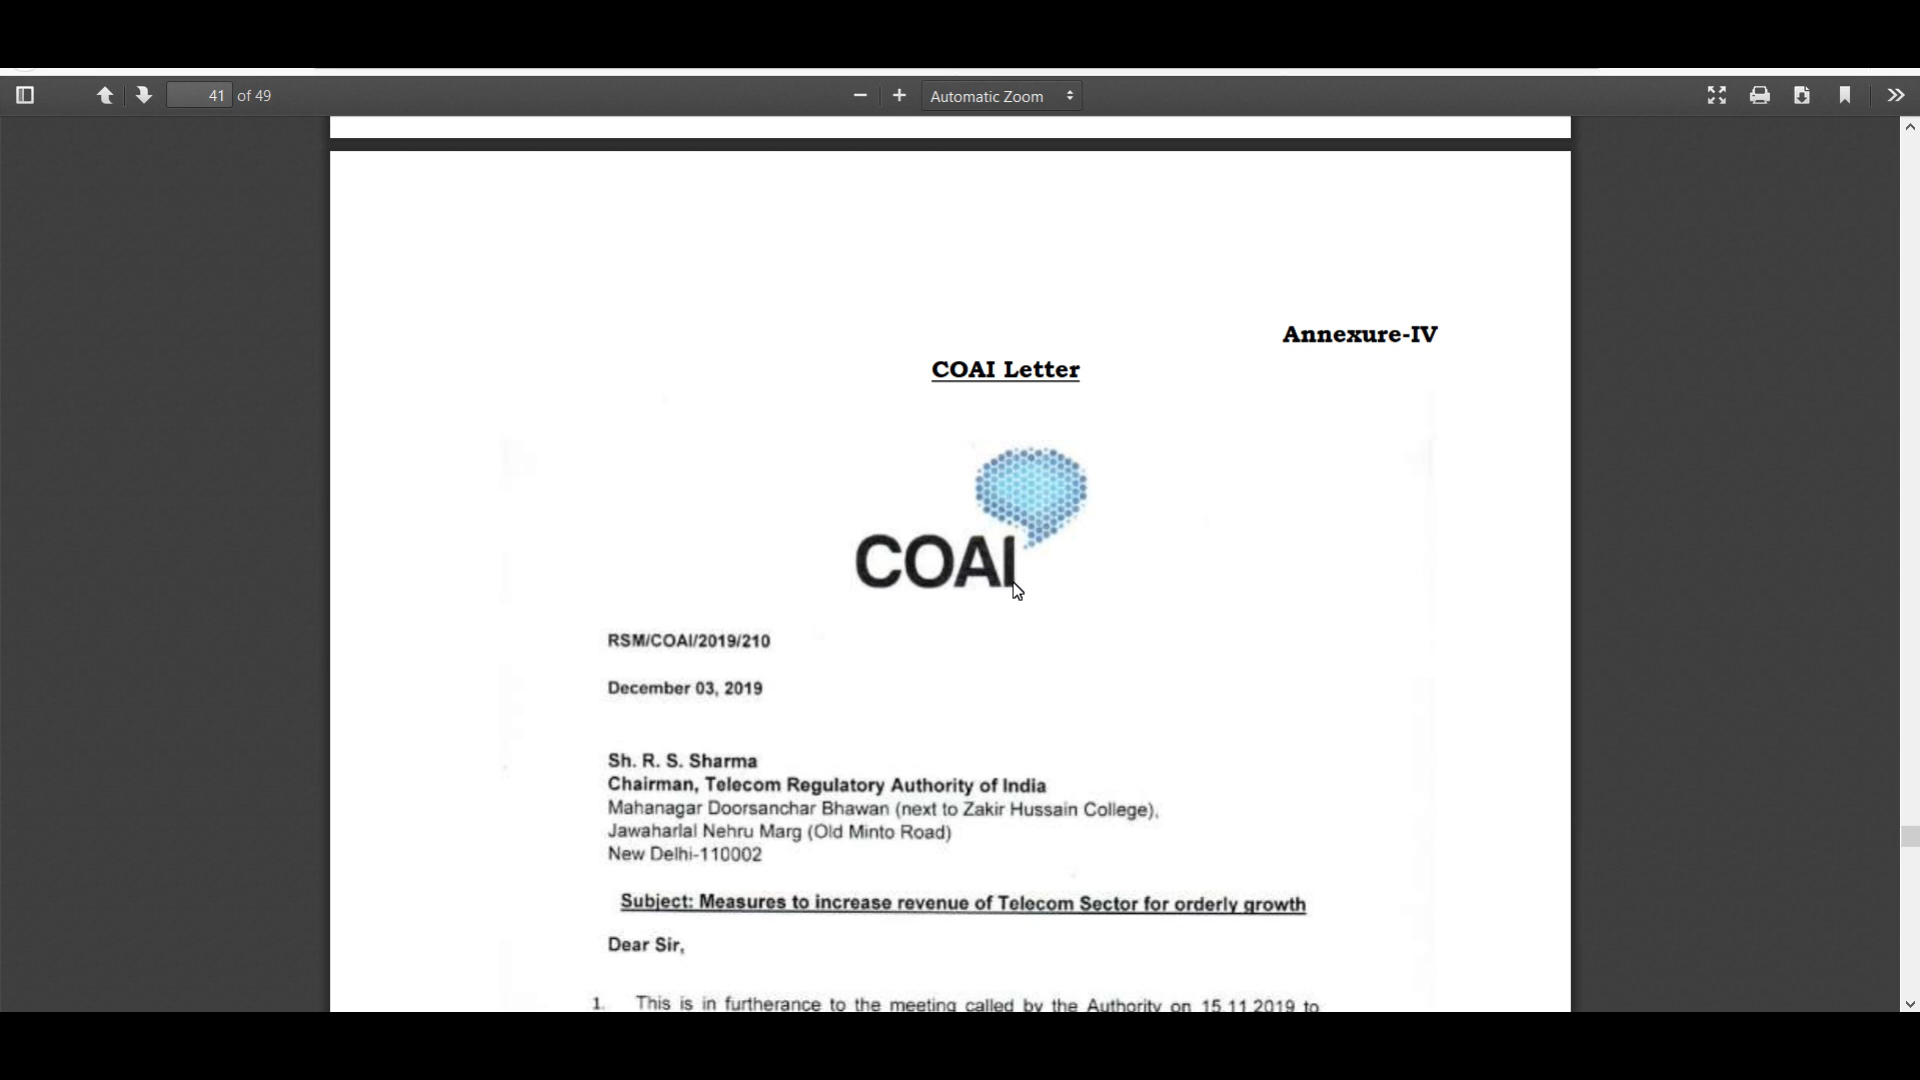 41 of 49
Automatic Zoom
Annexure-IV
COAI Letter
COAI
RSM/COAI/2019/210
December 03, 2019
Sh. R. S. Sharma
Chairman, Telecom Regulatory Authority of India
Mahanagar Doorsanchar Bhawan (next to Zakir Hussain College),
Jawaharlal Nehru Marg (Old Minto Road)
New Delhi-110002
Subject: Measures to increase revenue of Telecom Sector for orderly growth
Dear Sir,
1. This is in furtherance to the meeting called by the Authority on 15.11.2019 to